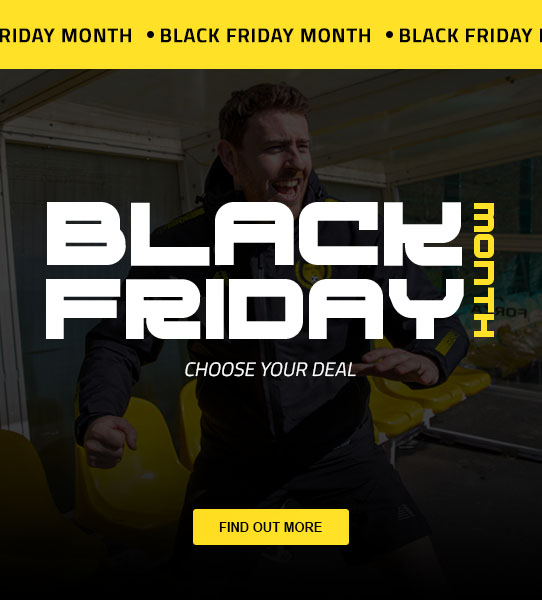 RIDAY MONTH • BLACK FRIDAY MONTH • BLACK FRIDAY
BLACK
FRIDAY
MONTH
CHOOSE YOUR DEAL
FIND OUT MORE